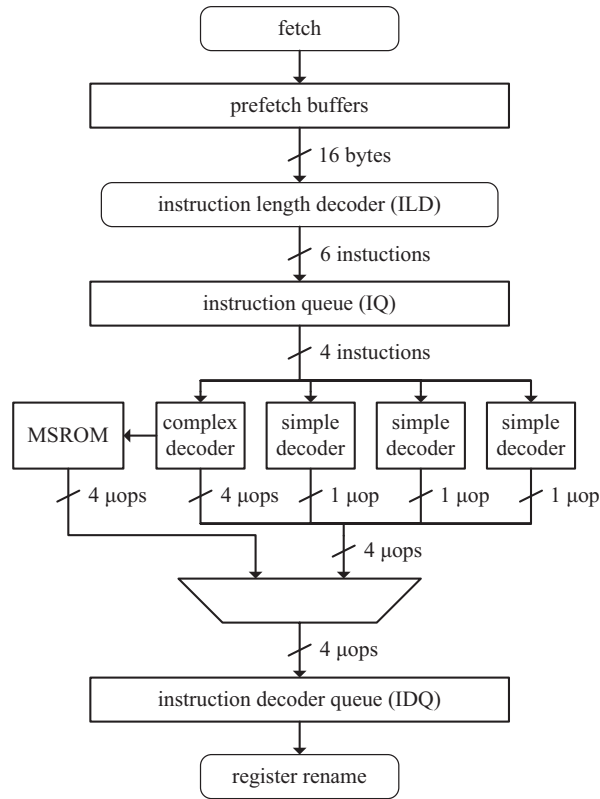 fetch
prefetch buffers
16 bytes
instruction length decoder (ILD)
6 instuctions
instruction queue (IQ)
4 instuctions
MSROM
complex
decoder
simple
decoder
simple
decoder
simple
decoder
4 μops
4 μops
1 μop
1 μop
1 μop
4 μops
4 μops
instruction decoder queue (IDQ)
register rename